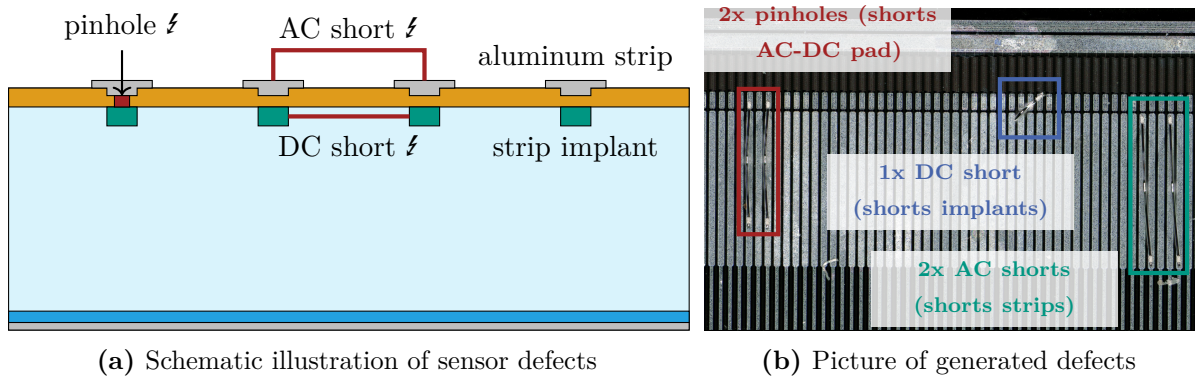 pinhole
AC short
aluminum strip
DC short
strip implant
(a) Schematic illustration of sensor defects
2x pinholes (shorts
AC-DC pad)
1x DC short
(shorts implants)
2x AC shorts
(shorts strips)
(b) Picture of generated defects